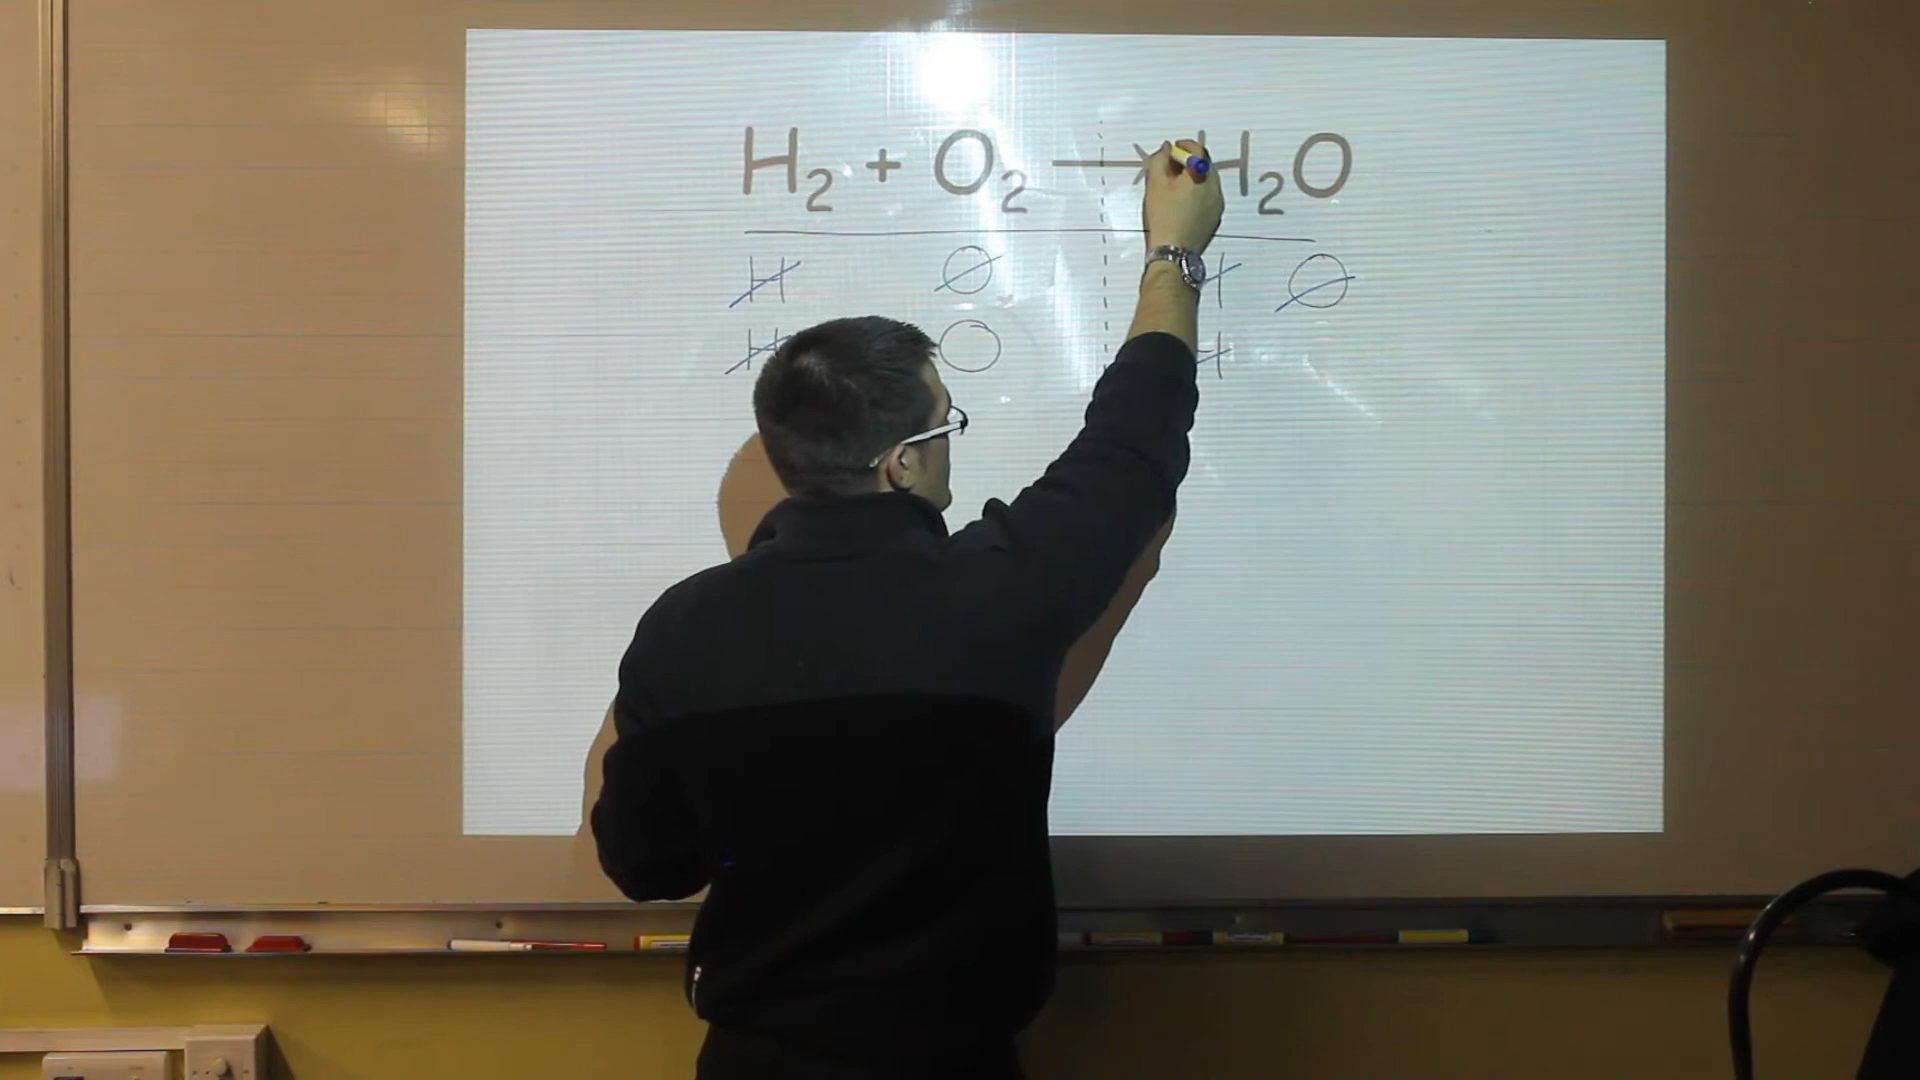 H₂ + O₂ → H₂O
H O H O
H O H